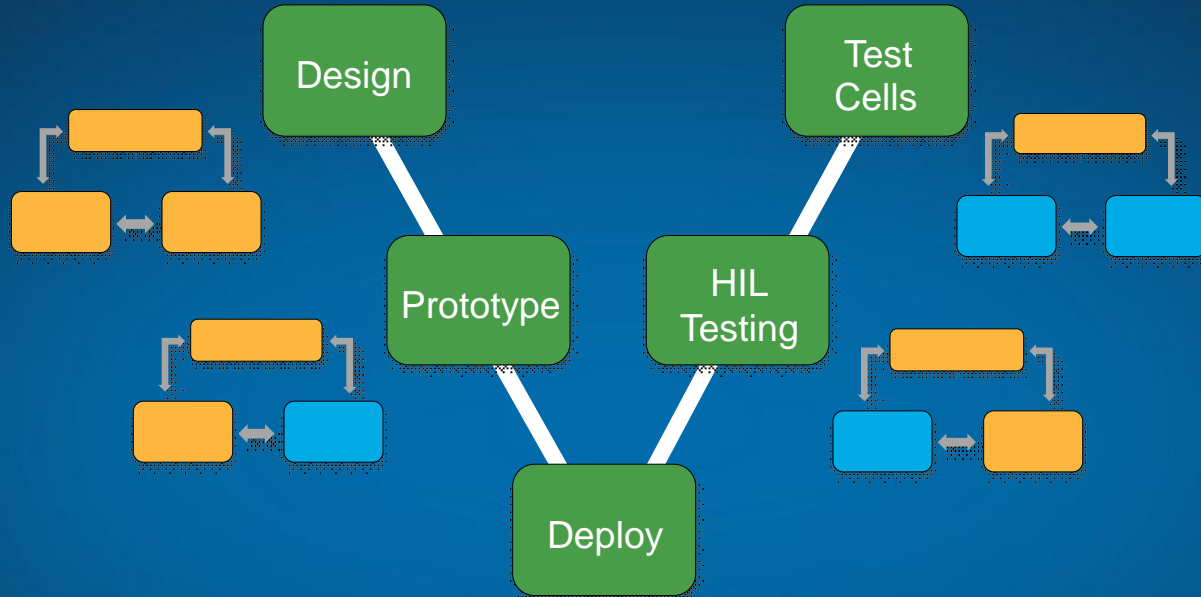 Design
Test
Cells
Prototype
HIL
Testing
Deploy